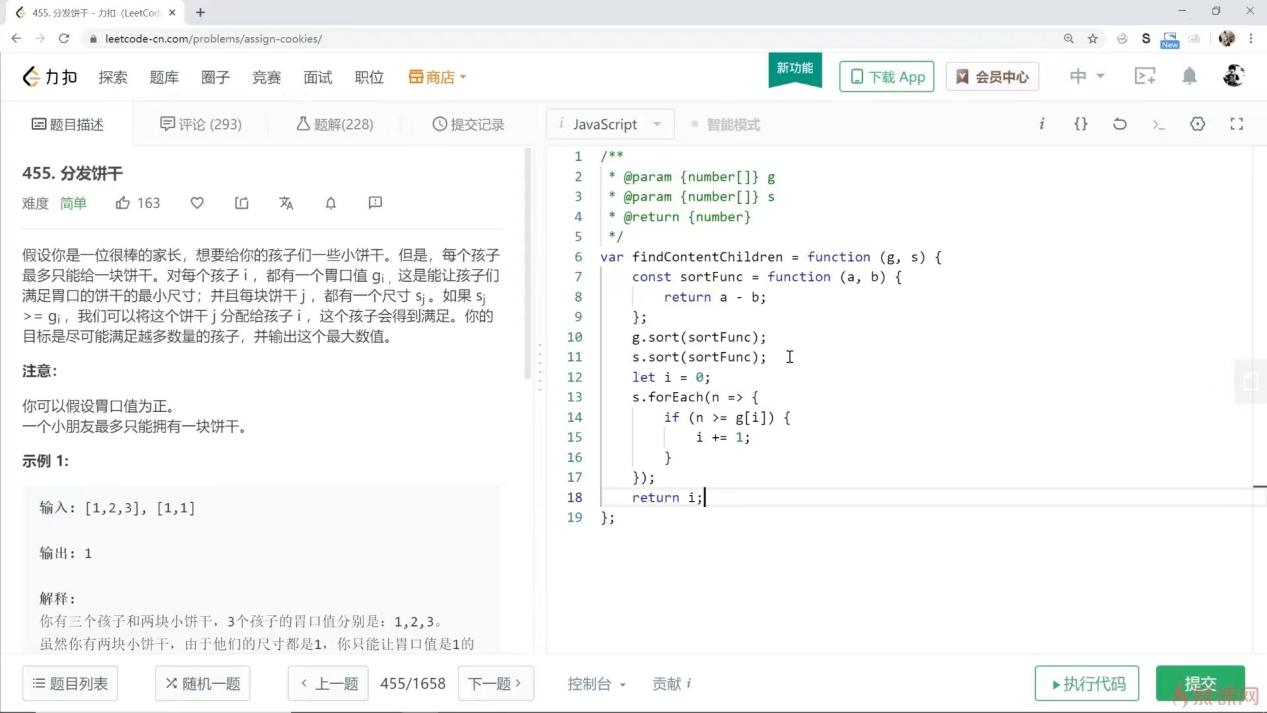 455. 分发饼干 - 力扣 (LeetCod
leetcode-cn.com/problems/assign-cookies/
S
New
力扣 探索 题库 圈子 竞赛 面试 职位 商店 新功能 下载 App 会员中心 中
题目描述 评论 (293) 题解(228) 提交记录
i JavaScript 智能模式 i {} >_
455. 分发饼干
难度 简单 163
假设你是一位很棒的家长，想要给你的孩子们一些小饼干。但是，每个孩子
最多只能给一块饼干。对每个孩子 i ，都有一个胃口值 gi ，这是能让孩子们
满足胃口的饼干的最小尺寸；并且每块饼干 j ，都有一个尺寸 sj 。如果 sj
>= gi ，我们可以将这个饼干 j 分配给孩子 i ，这个孩子会得到满足。你的
目标是尽可能满足越多数量的孩子，并输出这个最大数值。
注意：
你可以假设胃口值为正。
一个小朋友最多只能拥有一块饼干。
示例 1:
输入: [1,2,3], [1,1]
输出: 1
解释:
你有三个孩子和两块小饼干，3个孩子的胃口值分别是：1,2,3。
虽然你有两块小饼干，由于他们的尺寸都是1，你只能让胃口值是1的
1 /**
2  * @param {number[]} g
3  * @param {number[]} s
4  * @return {number}
5  */
6 var findContentChildren = function (g, s) {
7     const sortFunc = function (a, b) {
8         return a - b;
9     };
10     g.sort(sortFunc);
11     s.sort(sortFunc);
12     let i = 0;
13     s.forEach(n => {
14         if (n >= g[i]) {
15             i += 1;
16         }
17     });
18     return i;
19 };
题目列表 随机一题 上一题 455/1658 下一题 控制台 贡献 i 执行代码 提交
慕课网